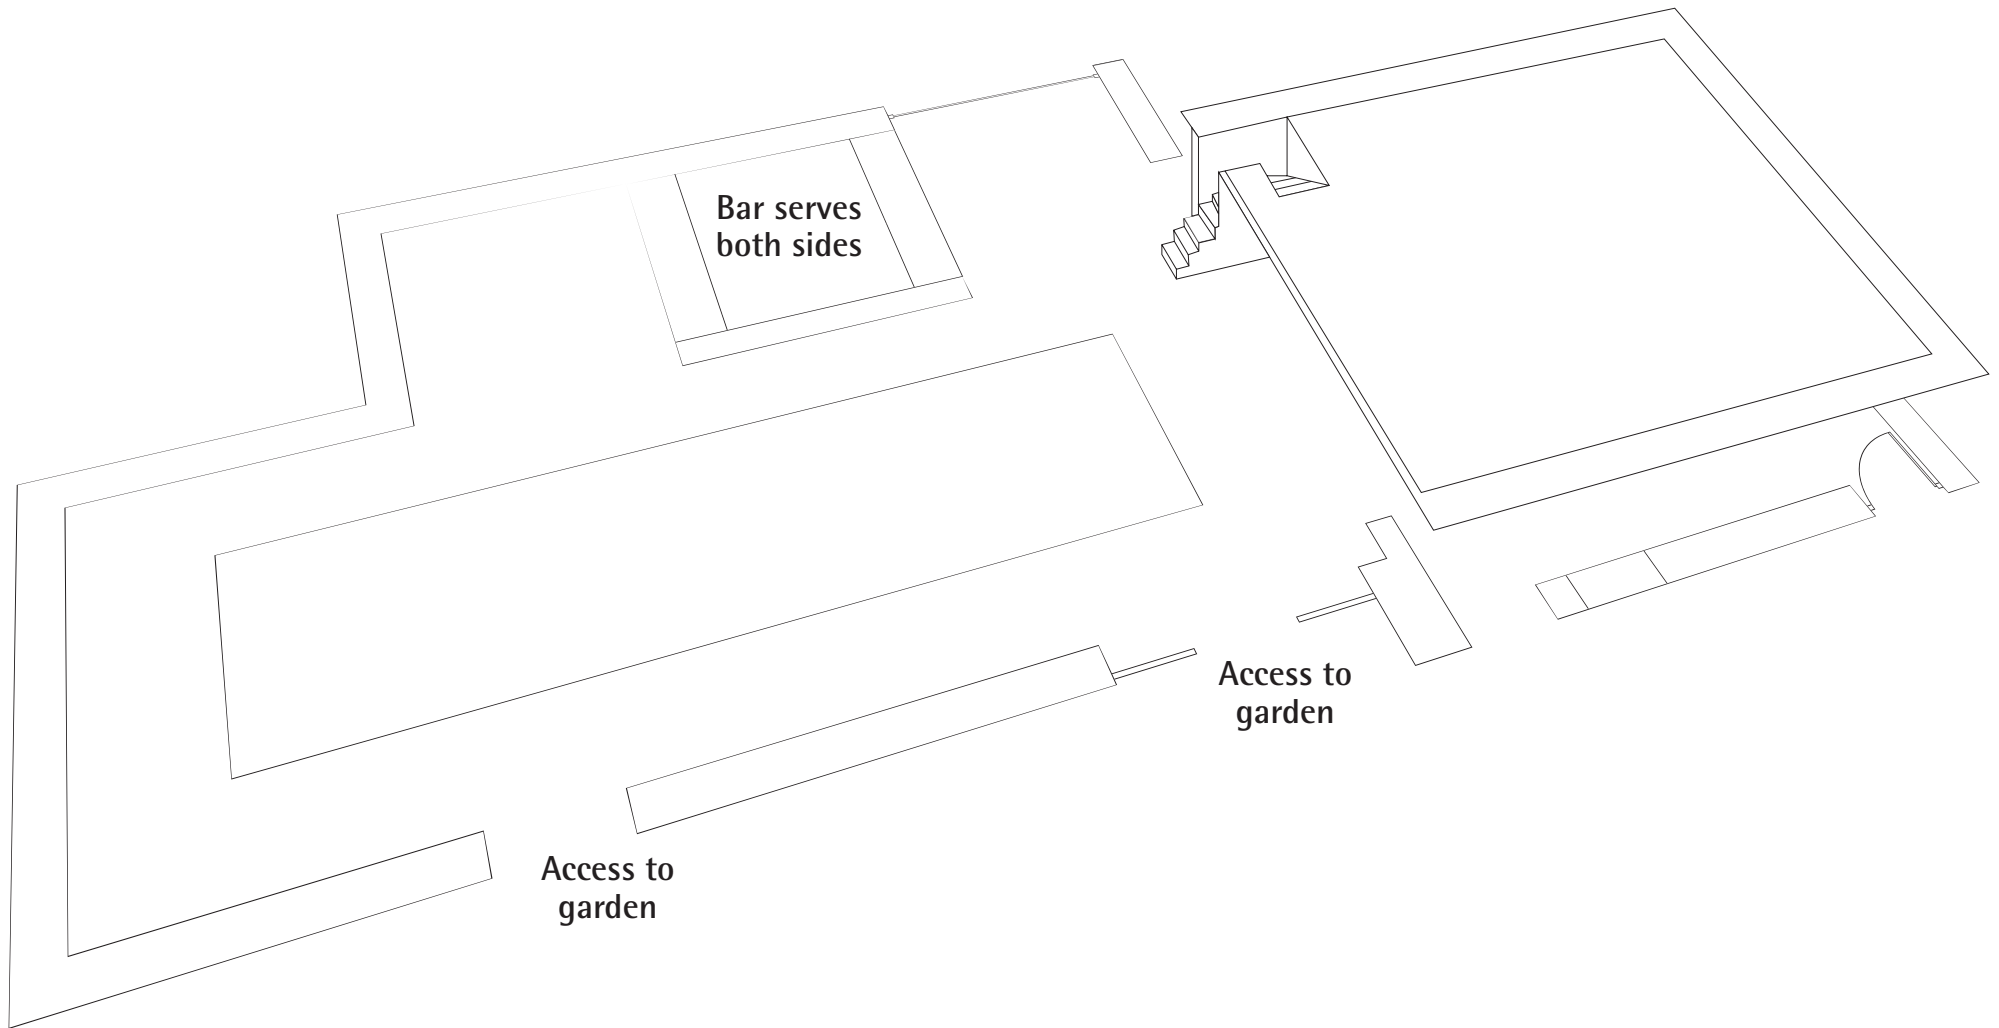 Bar serves
both sides
Access to
garden
Access to
garden